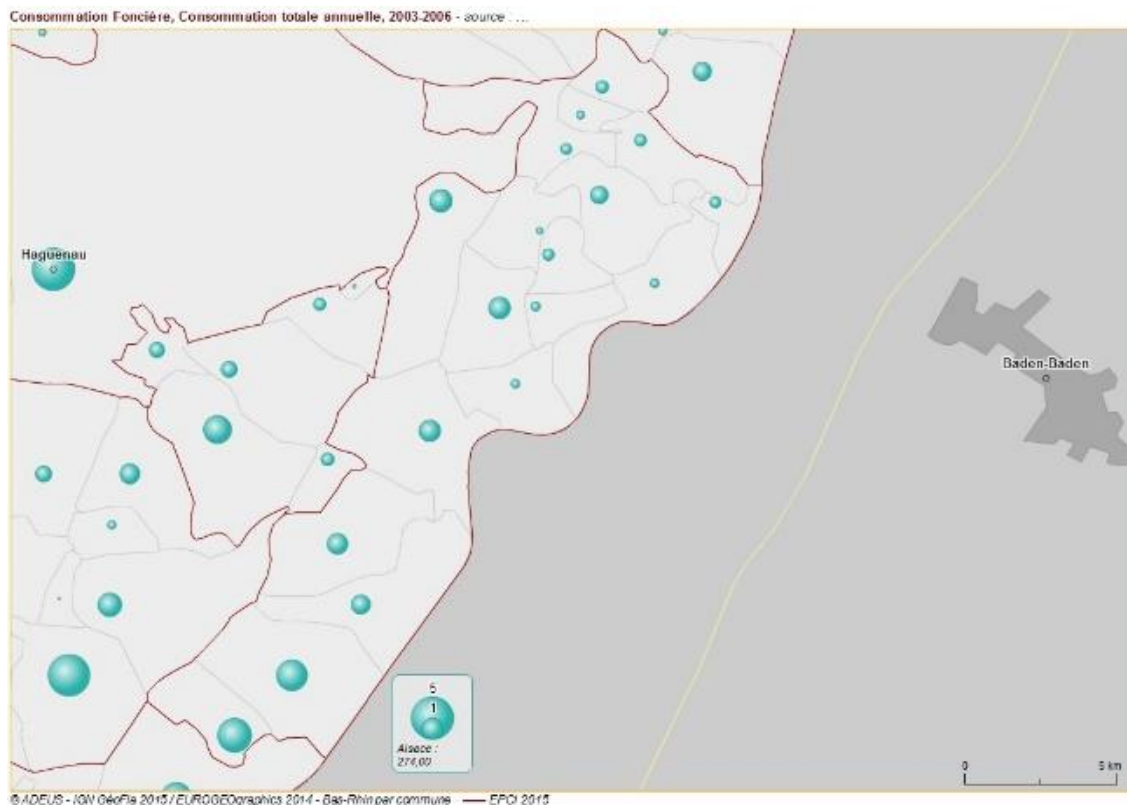 Consommation Foncière, Consommation totale annuelle, 2003-2006 - source : ...
Haguenau
Baden-Baden
5
1
Alsace :
274,00
0 5 km
© ADEUS - IGN GéoFla 2015 / EUROGEOgraphics 2014 - Bas-Rhin par commune — EPCI 2015